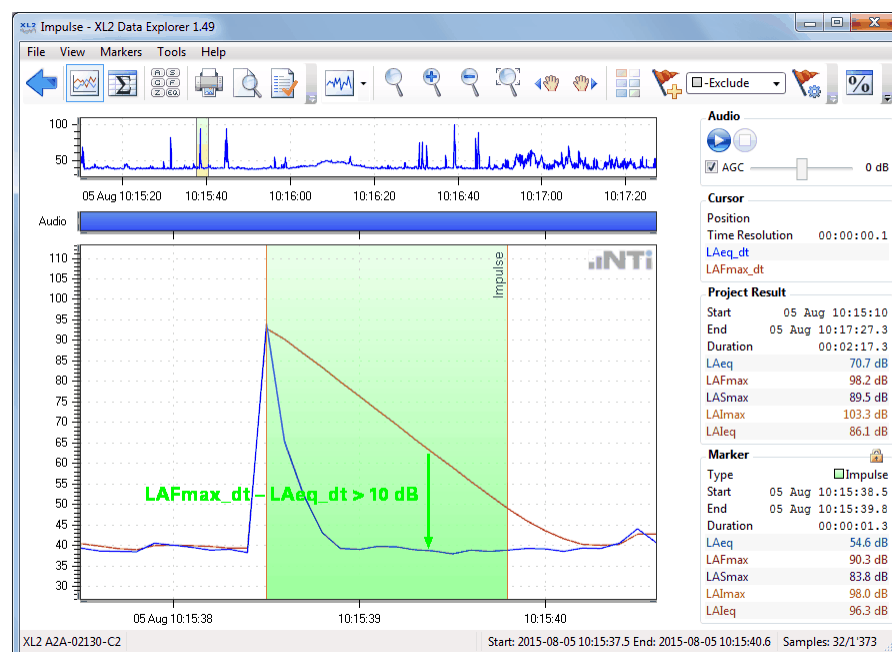 XL2 Impulse - XL2 Data Explorer 1.49
File View Markers Tools Help
A S
C F
Z EQ
-Exclude
%
100
50
05 Aug 10:15:20 10:15:40 10:16:00 10:16:20 10:16:40 10:17:00 10:17:20
Audio
110
105
100
95
90
85
80
75
70
65
60
55
50
45
40
35
30
Impulse
NTi
LAFmax_dt – LAeq_dt > 10 dB
05 Aug 10:15:38 10:15:39 10:15:40
Audio
AGC 0 dB
Cursor
Position
Time Resolution 00:00:00.1
LAeq_dt
LAFmax_dt
Project Result
Start 05 Aug 10:15:10
End 05 Aug 10:17:27.3
Duration 00:02:17.3
LAeq 70.7 dB
LAFmax 98.2 dB
LASmax 89.5 dB
LAImax 103.3 dB
LAIeq 86.1 dB
Marker
Type Impulse
Start 05 Aug 10:15:38.5
End 05 Aug 10:15:39.8
Duration 00:00:01.3
LAeq 54.6 dB
LAFmax 90.3 dB
LASmax 83.8 dB
LAImax 98.0 dB
LAIeq 96.3 dB
XL2 A2A-02130-C2 Start: 2015-08-05 10:15:37.5 End: 2015-08-05 10:15:40.6 Samples: 32/1'373